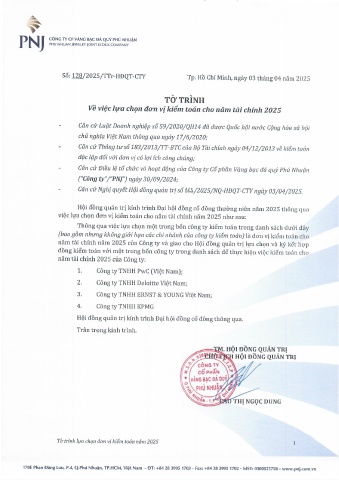 PNJ
CÔNG TY CP VÀNG BẠC ĐÁ QUÝ PHÚ NHUẬN
PHU NHUAN JEWELRY JOINT STOCK COMPANY
Số: 128/2025/TTr-HĐQT-CTY
Tp. Hồ Chí Minh, ngày 03 tháng 04 năm 2025
TỜ TRÌNH
Về việc lựa chọn đơn vị kiểm toán cho năm tài chính 2025
- Căn cứ Luật Doanh nghiệp số 59/2020/QH14 đã được Quốc hội nước Cộng hòa xã hội
chủ nghĩa Việt Nam thông qua ngày 17/6/2020;
- Căn cứ Thông tư số 183/2013/TT-BTC của Bộ Tài chính ngày 04/12/2013 về kiểm toán
độc lập đối với đơn vị có lợi ích công chúng;
- Căn cứ Điều lệ tổ chức và hoạt động của Công ty Cổ Phần Vàng bạc đá quý Phú Nhuận
("Công ty"/"PNJ") ngày 30/09/2024;
- Căn cứ Nghị quyết Hội đồng quản trị số /2025/NQ-HĐQT-CTY ngày 03/04/2025.
Hội đồng quản trị kính trình Đại hội đồng cổ đông thường niên năm 2025 thông qua
việc lựa chọn đơn vị kiểm toán cho năm tài chính năm 2025 như sau:
Thông qua việc lựa chọn một trong bốn công ty kiểm toán trong danh sách dưới đây
(bao gồm nhưng không giới hạn các chi nhánh của công ty kiểm toán) là đơn vị kiểm toán cho
năm tài chính năm 2025 của Công ty và giao cho Hội đồng quản trị lựa chọn và ký kết hợp
đồng kiểm toán với một trong bốn công ty trong danh sách để thực hiện việc kiểm toán cho
năm tài chính 2025 của Công ty:
1. Công ty TNHH PwC (Việt Nam);
2. Công ty TNHH Deloitte Việt Nam;
3. Công ty TNHH ERNST & YOUNG Việt Nam;
4. Công ty TNHH KPMG
Hội đồng quản trị kính trình Đại hội đồng cổ đông thông qua.
Trân trọng kính trình.
TM. HỘI ĐỒNG QUẢN TRỊ
CHỦ TỊCH HỘI ĐỒNG QUẢN TRỊ
CÔNG TY
CỔ PHẦN
VÀNG BẠC ĐÁ QUÝ
PHÚ NHUẬN
CAO THỊ NGỌC DUNG
Tờ trình lựa chọn đơn vị kiểm toán năm 2025
1
170E Phan Đăng Lưu, P.3, Q.Phú Nhuận, TP.HCM, Việt Nam - ĐT: +84 28 3995 1703 - Fax: +84 28 3995 1702 - MSN: 0300521758 - www.pnj.com.vn